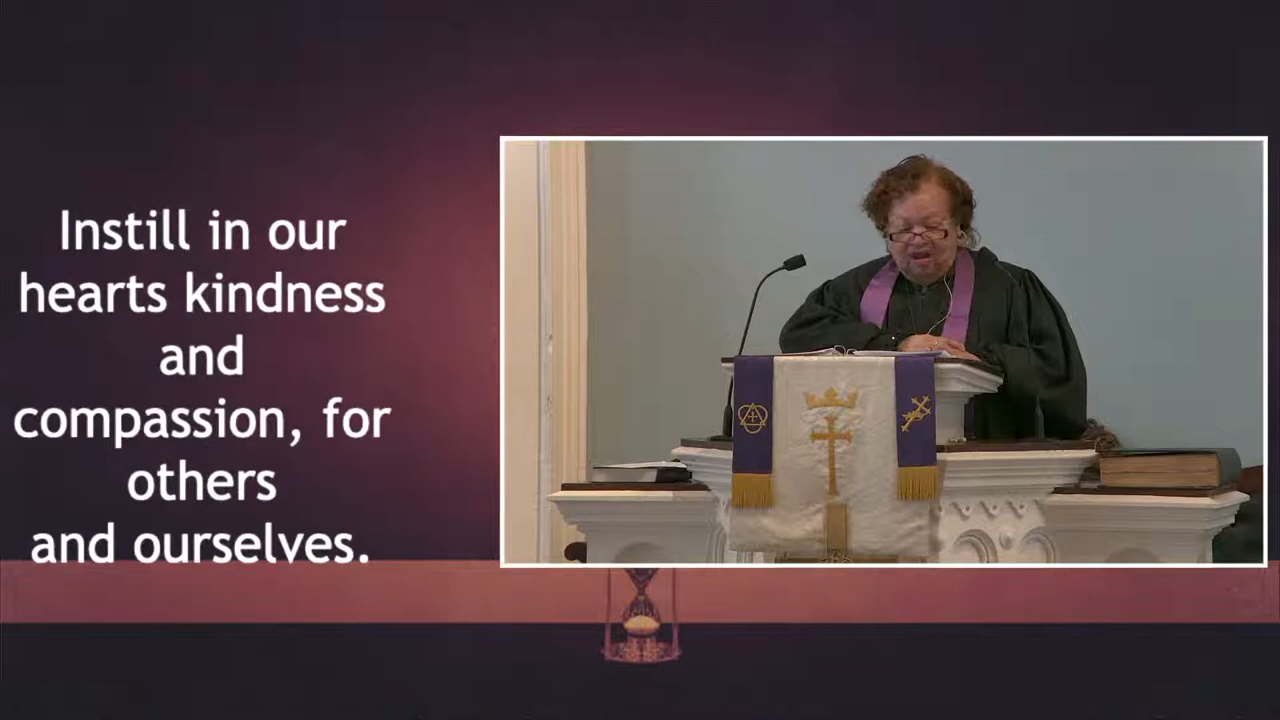 Instill in our
hearts kindness
and
compassion, for
others
and ourselves.